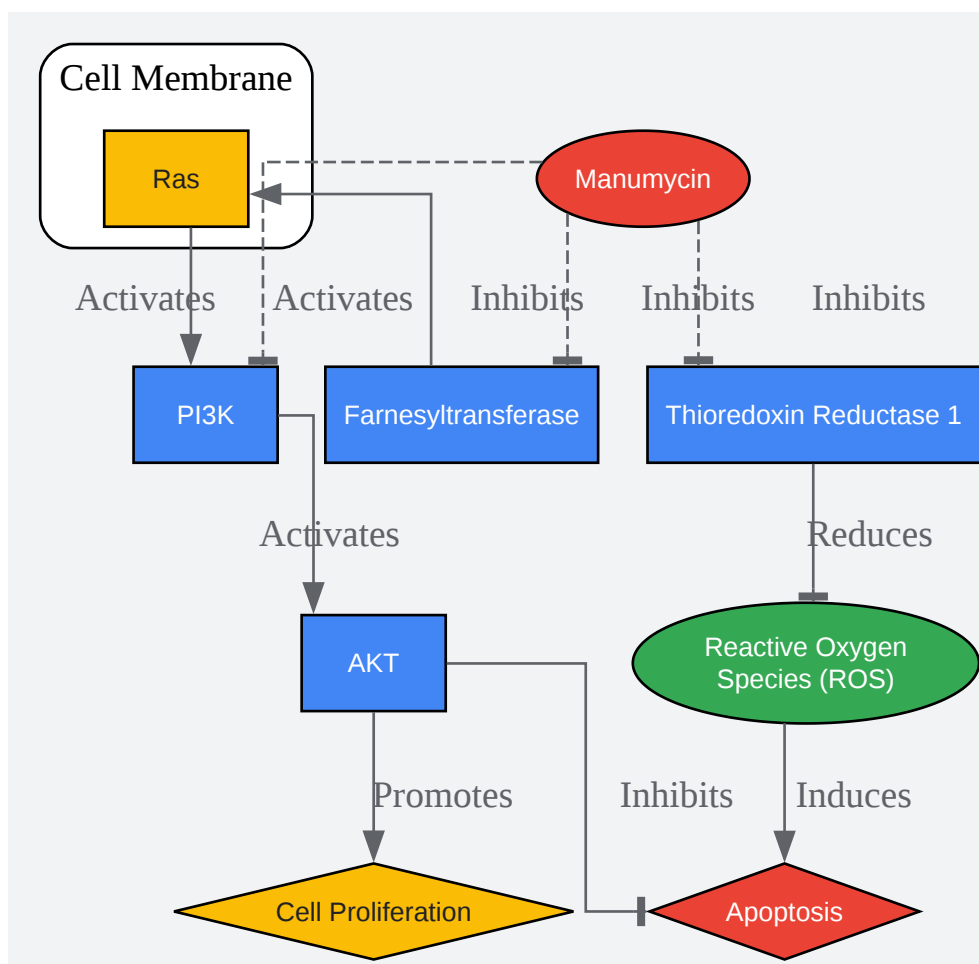 Cell Membrane
Ras
Manumycin
Activates
Activates
Inhibits
Inhibits
Inhibits
PI3K
Farnesyltransferase
Thioredoxin Reductase 1
Activates
Reduces
AKT
Reactive Oxygen
Species (ROS)
Promotes
Inhibits
Induces
Cell Proliferation
Apoptosis